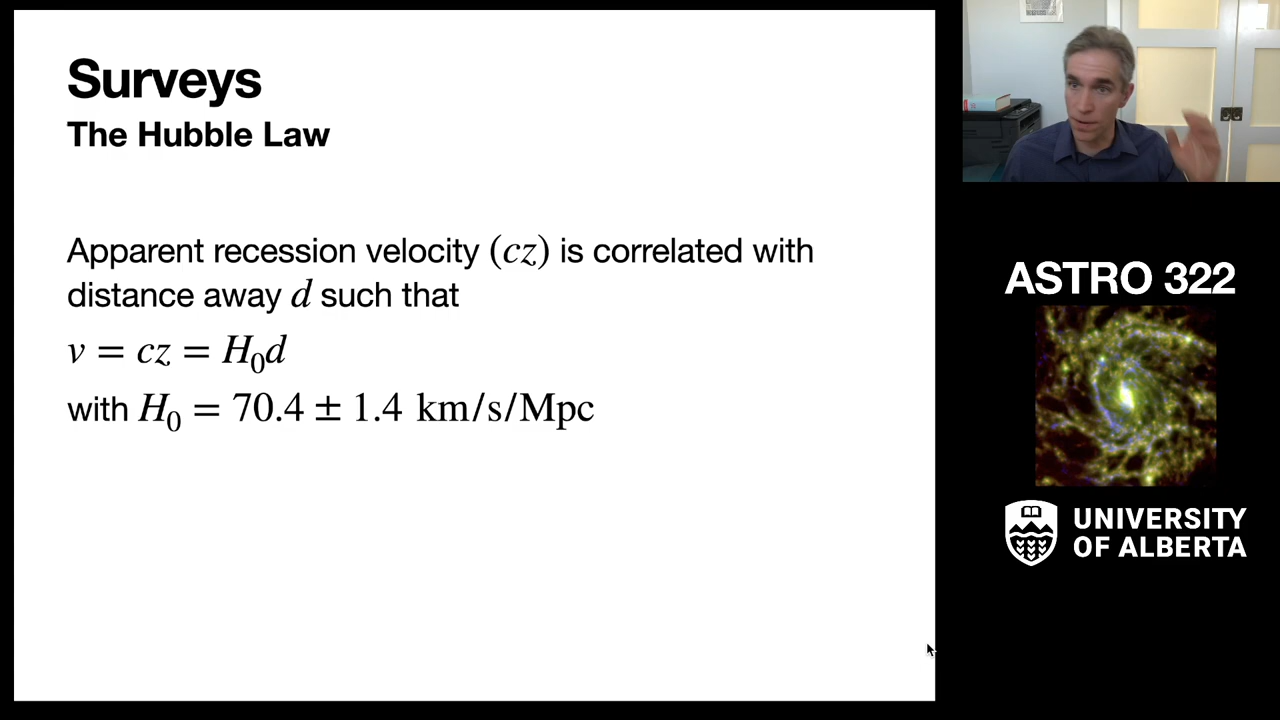 Surveys
The Hubble Law
Apparent recession velocity (cz) is correlated with
distance away d such that
v = cz = H₀d
with H₀ = 70.4 ± 1.4 km/s/Mpc
ASTRO 322
UNIVERSITY
OF ALBERTA